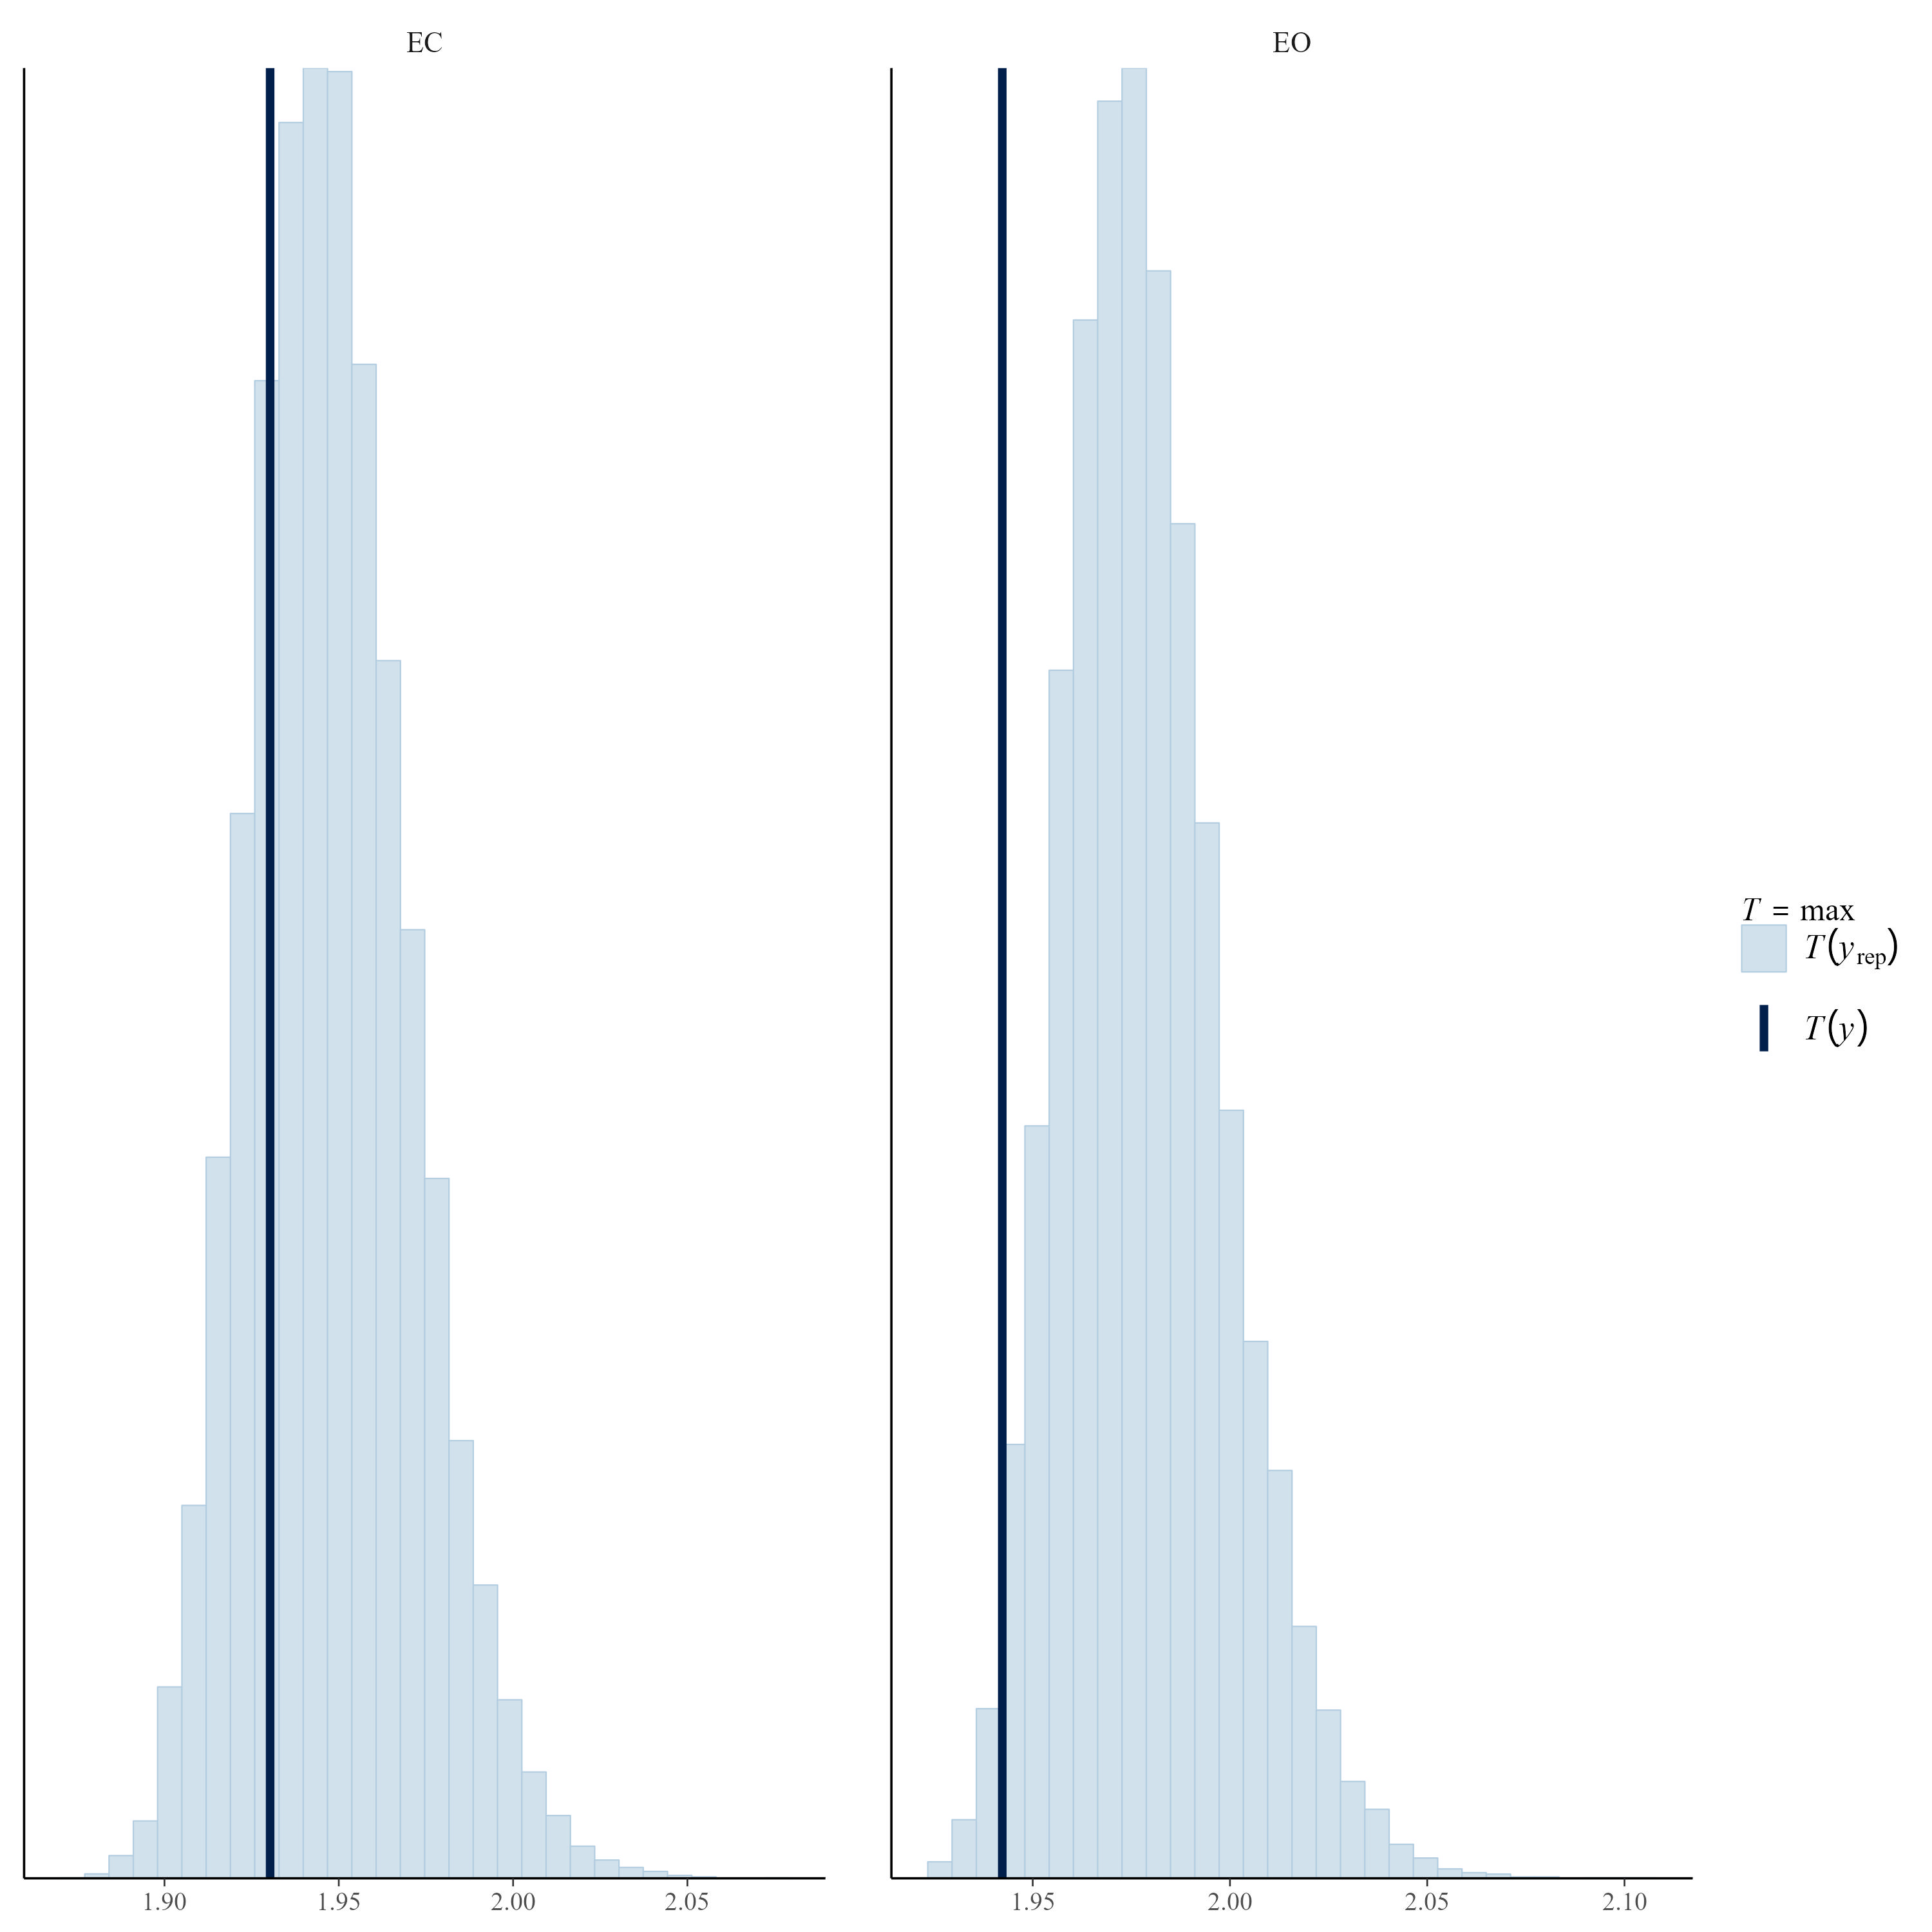 EC
EO
T = max
T(yrep)
T(y)
1.90 1.95 2.00 2.05
1.95 2.00 2.05 2.10